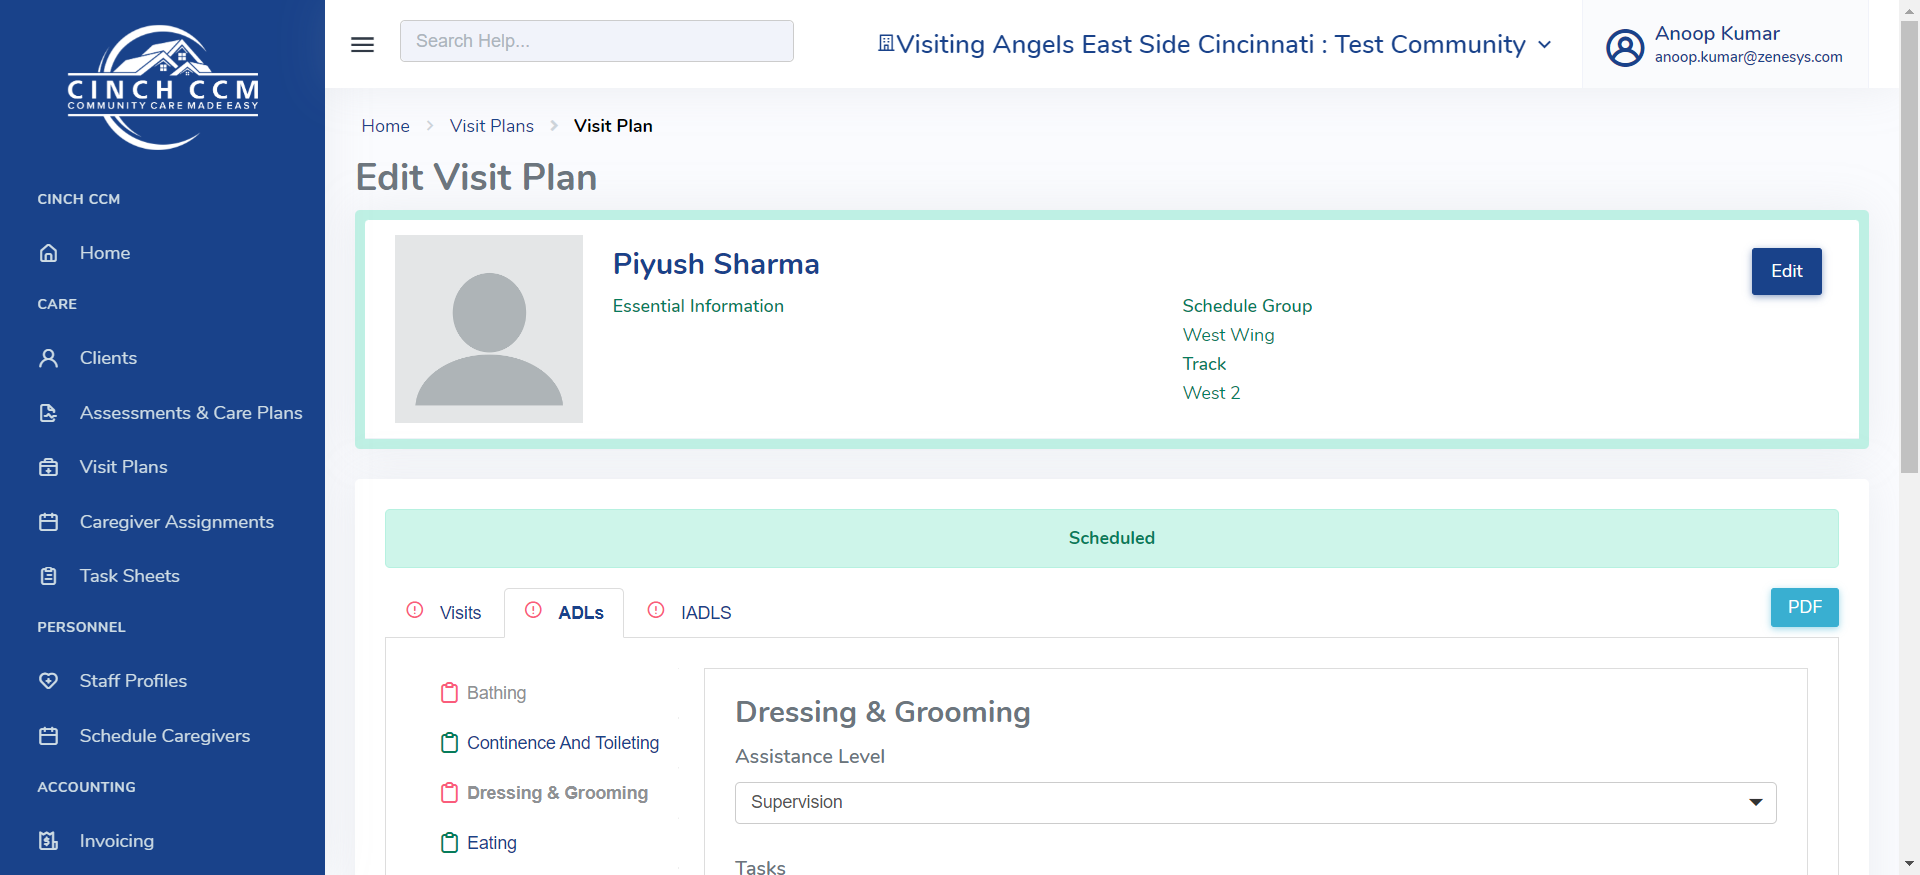 CINCH CCM
COMMUNITY CARE MADE EASY
CINCH CCM
Home
CARE
Clients
Assessments & Care Plans
Visit Plans
Caregiver Assignments
Task Sheets
PERSONNEL
Staff Profiles
Schedule Caregivers
ACCOUNTING
Invoicing
Search Help...
Visiting Angels East Side Cincinnati : Test Community
Anoop Kumar
anoop.kumar@zenesys.com
Home > Visit Plans > Visit Plan
Edit Visit Plan
Piyush Sharma
Edit
Essential Information
Schedule Group
West Wing
Track
West 2
Scheduled
Visits ADLs IADLS
PDF
Bathing
Continence And Toileting
Dressing & Grooming
Eating
Dressing & Grooming
Assistance Level
Supervision
Tasks